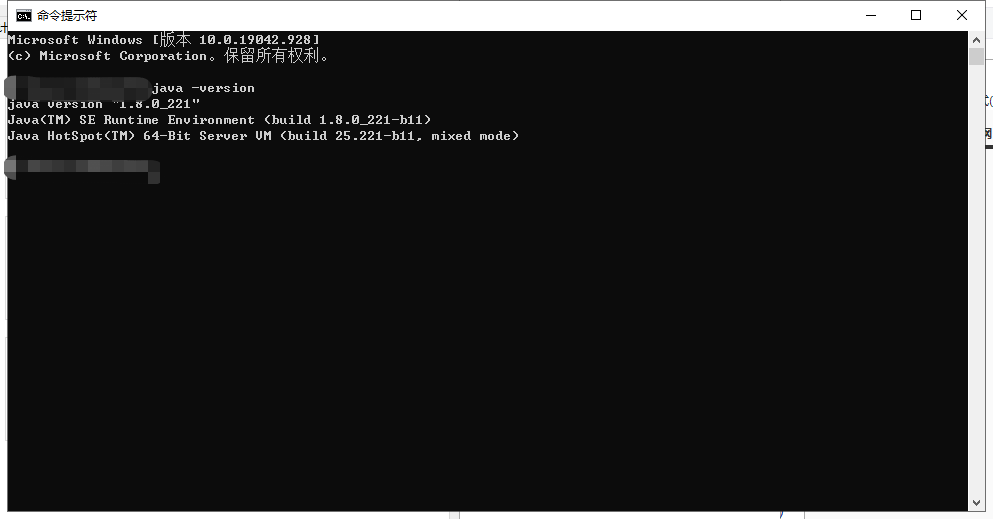 命令提示符
Microsoft Windows [版本 10.0.19042.928]
(c) Microsoft Corporation。保留所有权利。
java -version
java version "1.8.0_221"
Java(TM) SE Runtime Environment (build 1.8.0_221-b11)
Java HotSpot(TM) 64-Bit Server VM (build 25.221-b11, mixed mode)